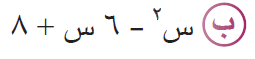 ب س٢ – ٦ س + ٨